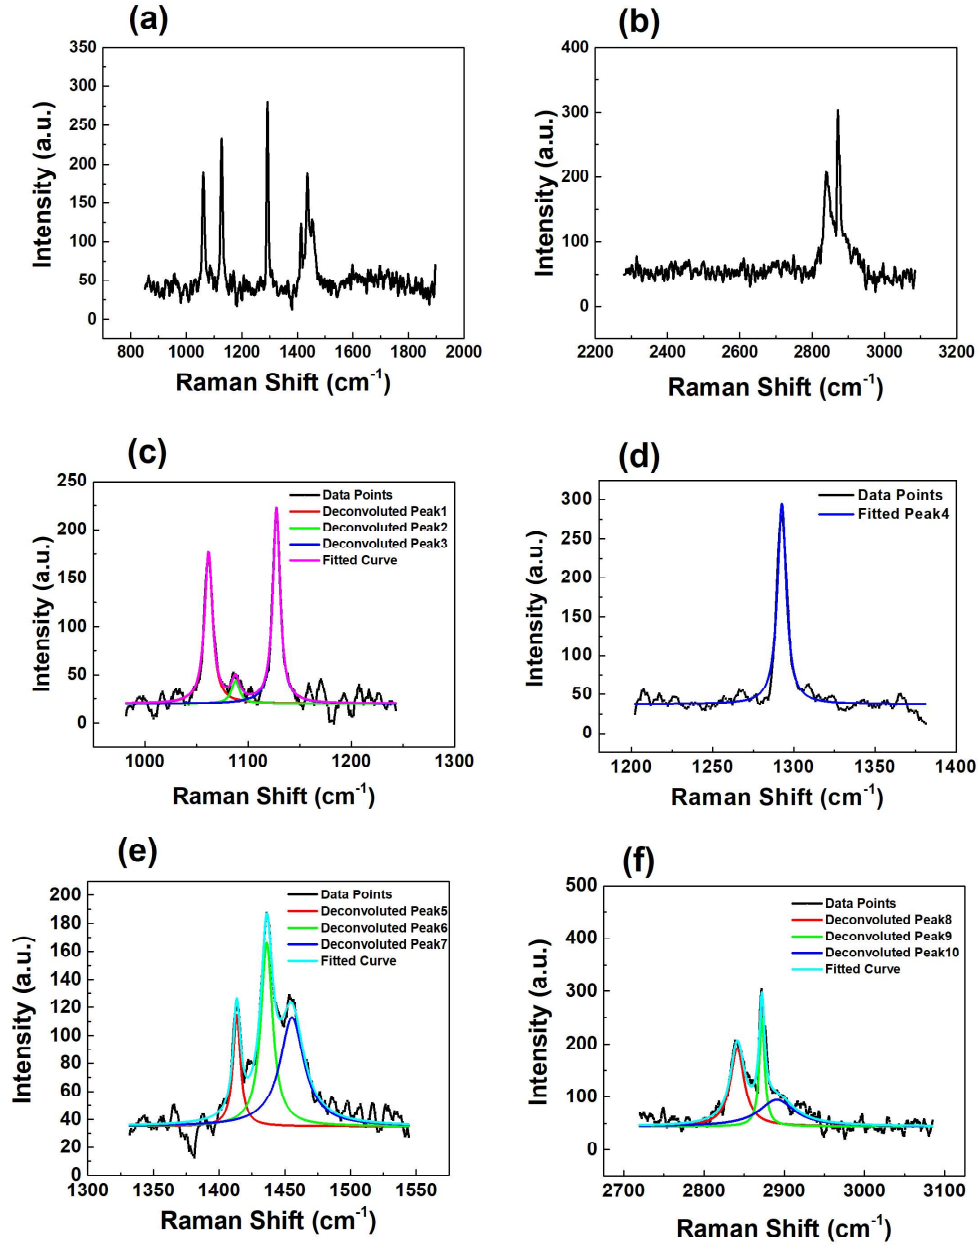 (a)
350
300
250
200
150
100
50
0
Intensity (a.u.)
800 1000 1200 1400 1600 1800 2000
Raman Shift (cm-1)
(b)
400
300
200
100
0
Intensity (a.u.)
2200 2400 2600 2800 3000 3200
Raman Shift (cm-1)
(c)
250
200
150
100
50
0
Intensity (a.u.)
Data Points
Deconvoluted Peak1
Deconvoluted Peak2
Deconvoluted Peak3
Fitted Curve
1000 1100 1200 1300
Raman Shift (cm-1)
(d)
300
250
200
150
100
50
0
Intensity (a.u.)
Data Points
Fitted Peak4
1200 1250 1300 1350 1400
Raman Shift (cm-1)
(e)
200
180
160
140
120
100
80
60
40
20
0
Intensity (a.u.)
Data Points
Deconvoluted Peak5
Deconvoluted Peak6
Deconvoluted Peak7
Fitted Curve
1300 1350 1400 1450 1500 1550
Raman Shift (cm-1)
(f)
500
400
300
200
100
0
Intensity (a.u.)
Data Points
Deconvoluted Peak8
Deconvoluted Peak9
Deconvoluted Peak10
Fitted Curve
2700 2800 2900 3000 3100
Raman Shift (cm-1)